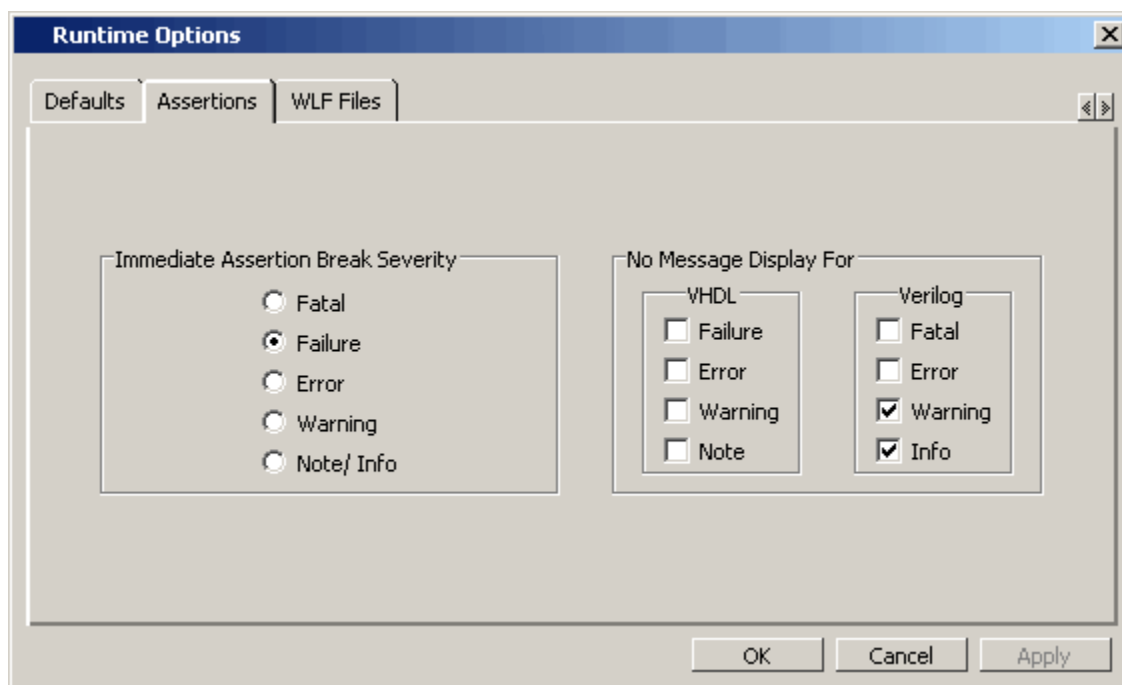 Runtime Options
Defaults
Assertions
WLF Files
Immediate Assertion Break Severity
Fatal
Failure
Error
Warning
Note/ Info
No Message Display For
VHDL
Failure
Error
Warning
Note
Verilog
Fatal
Error
Warning
Info
OK
Cancel
Apply